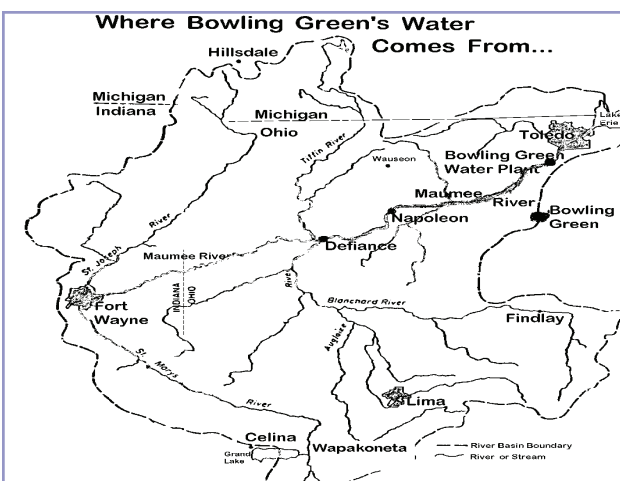 Where Bowling Green's Water
Comes From...
Hillsdale
Michigan
Indiana
Michigan
Ohio
Lake
Erie
Toledo
Tiffin River
Wauseon
Bowling Green
Water Plant
Maumee
River
Napoleon
Bowling
Green
St. Joseph River
Maumee River
Defiance
INDIANA
OHIO
River
Auglaize
Blanchard River
Findlay
Fort
Wayne
St. Marys River
Lima
Celina
Grand
Lake
Wapakoneta
River Basin Boundary
River or Stream